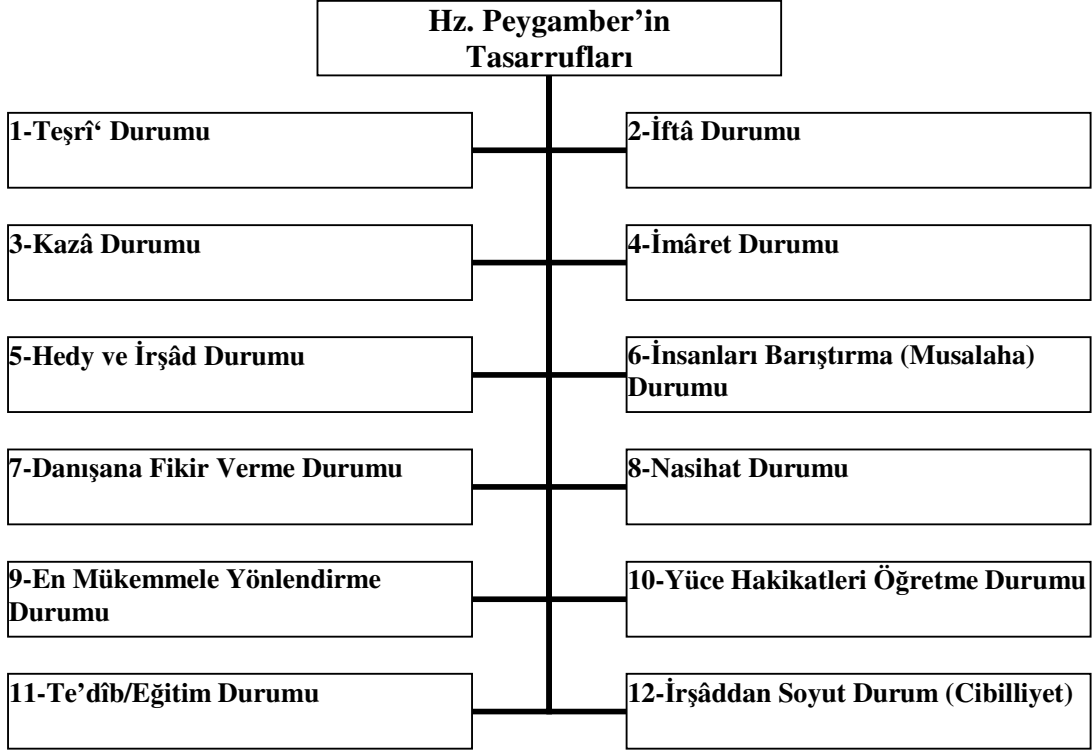 Hz. Peygamber’in
Tasarrufları
1-Teşrî‘ Durumu
2-İftâ Durumu
3-Kazâ Durumu
4-İmâret Durumu
5-Hedy ve İrşâd Durumu
6-İnsanları Barıştırma (Musalaha)
Durumu
7-Danışana Fikir Verme Durumu
8-Nasihat Durumu
9-En Mükemmele Yönlendirme
Durumu
10-Yüce Hakikatleri Öğretme Durumu
11-Te’dîb/Eğitim Durumu
12-İrşâddan Soyut Durum (Cibilliyet)